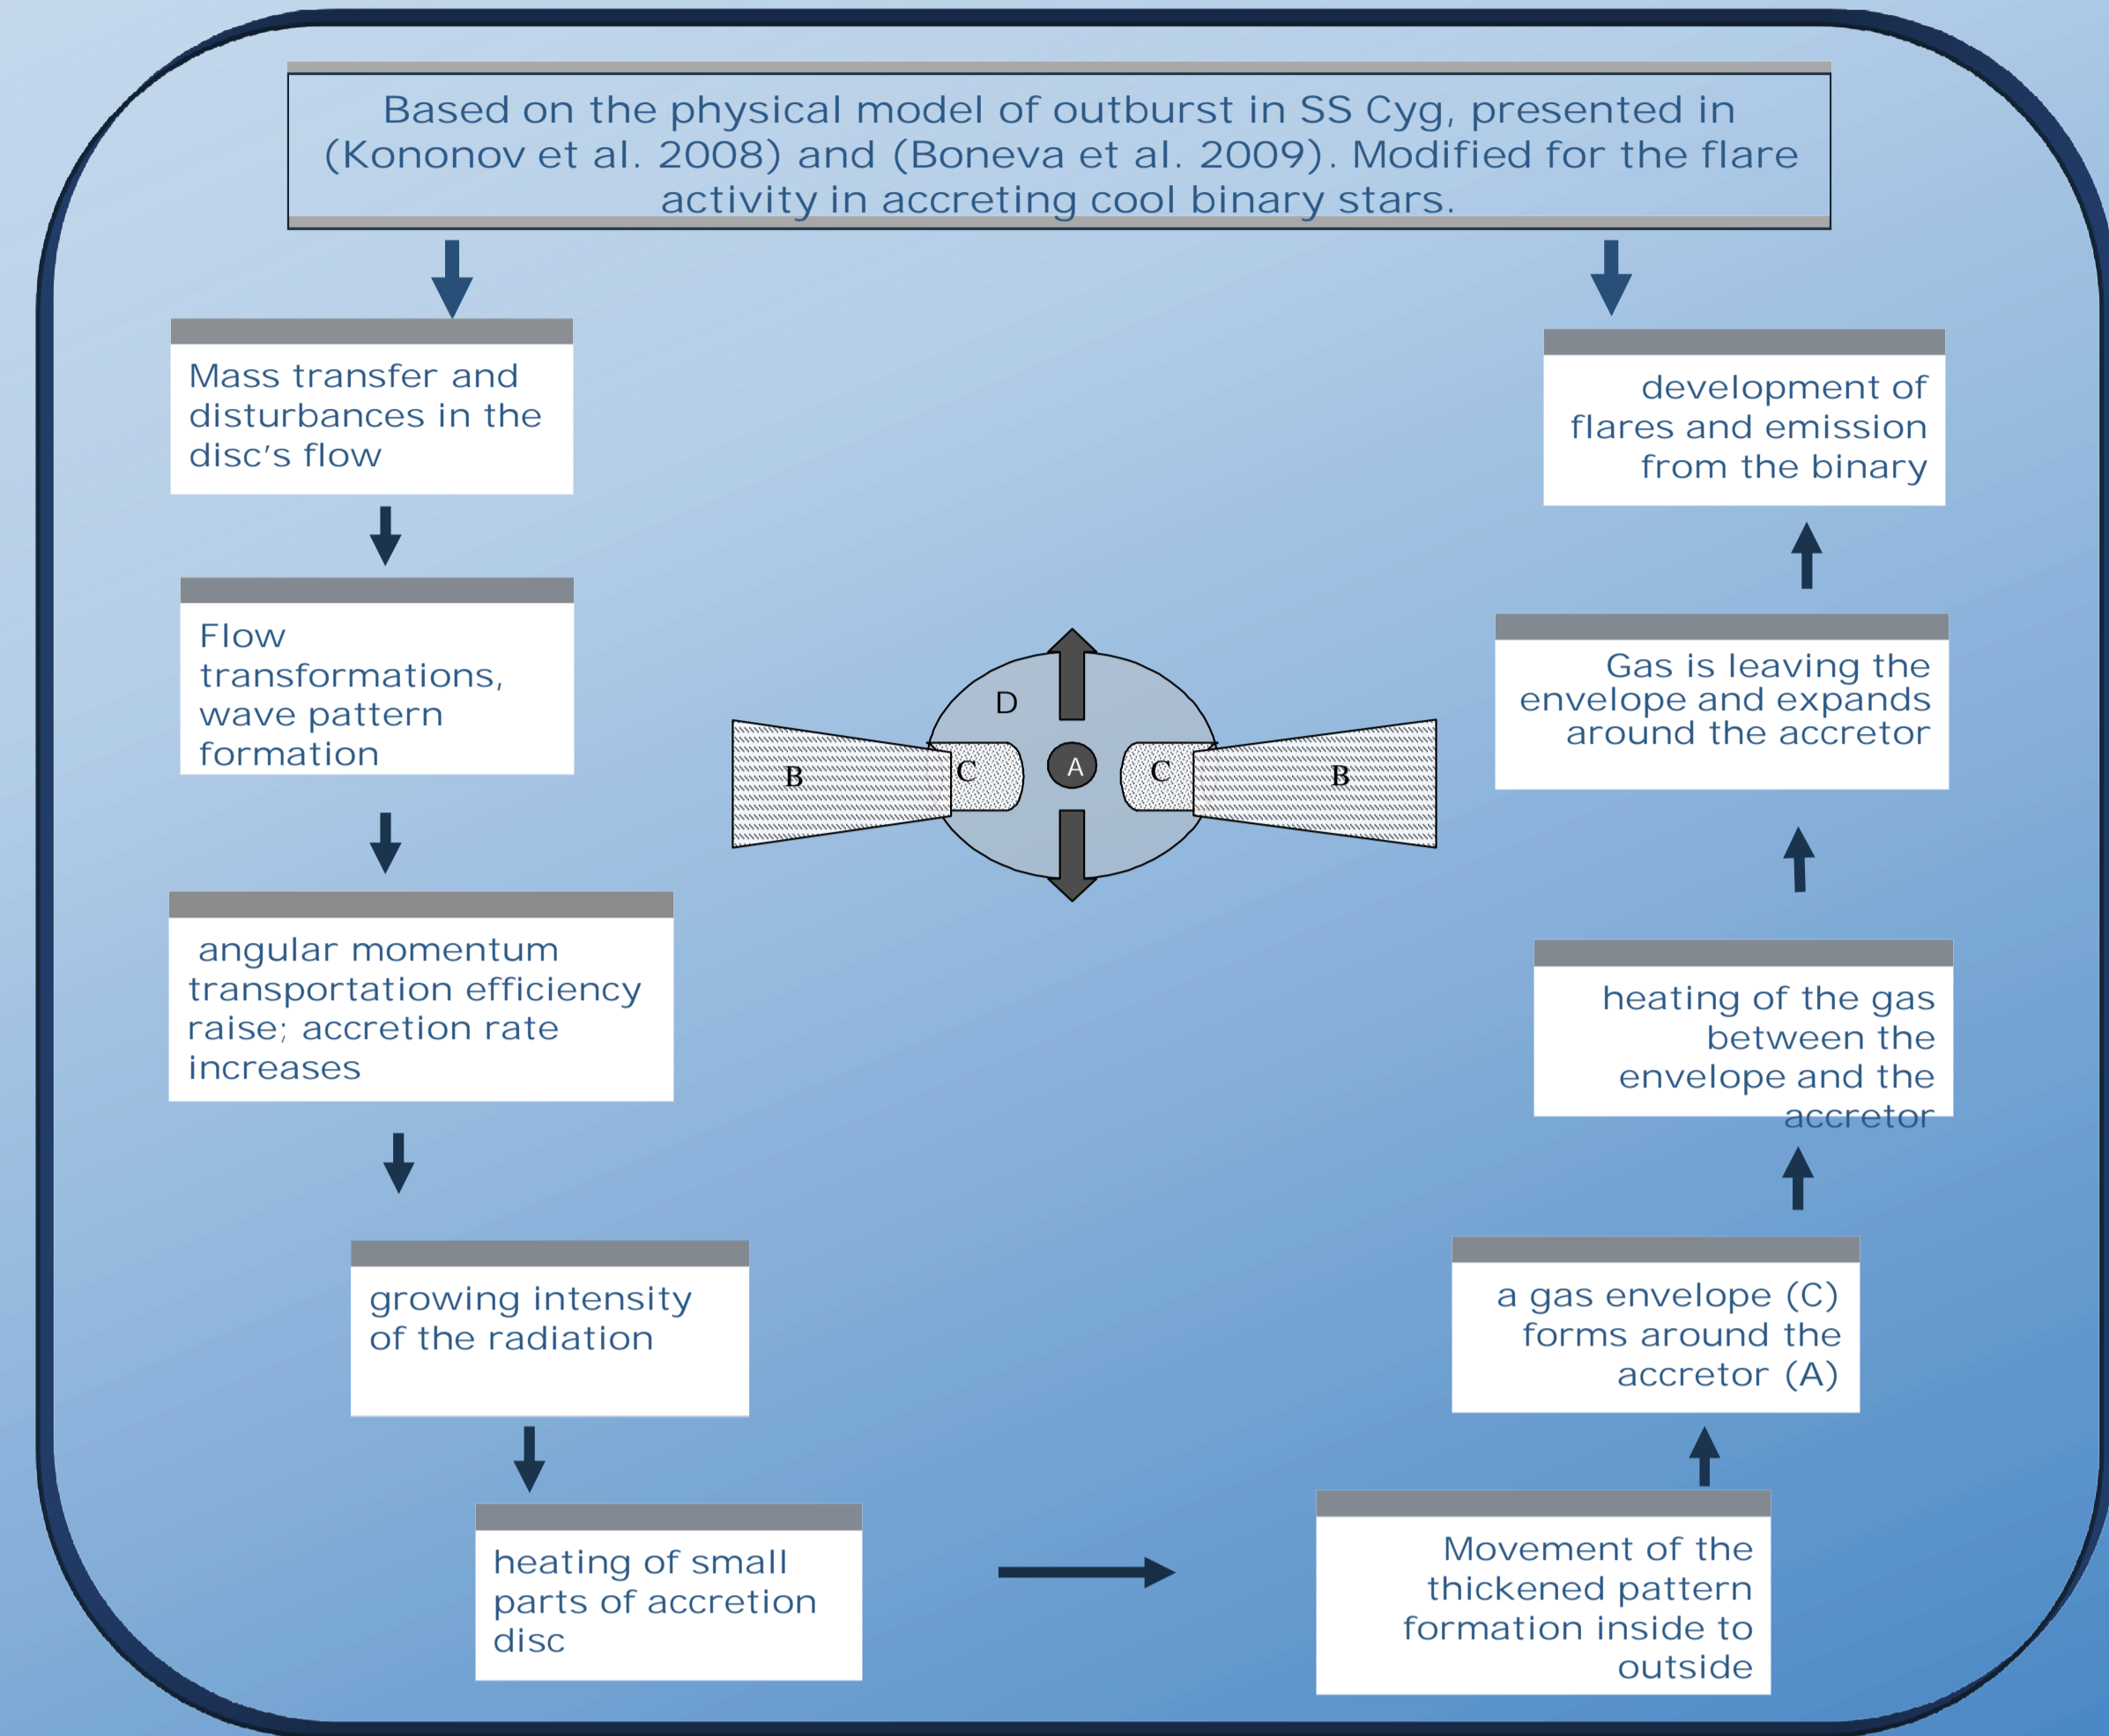 Based on the physical model of outburst in SS Cyg, presented in
(Kononov et al. 2008) and (Boneva et al. 2009). Modified for the flare
activity in accreting cool binary stars.
Mass transfer and
disturbances in the
disc’s flow
Flow
transformations,
wave pattern
formation
angular momentum
transportation efficiency
raise; accretion rate
increases
growing intensity
of the radiation
heating of small
parts of accretion
disc
D
B
C
A
C
B
Movement of the
thickened pattern
formation inside to
outside
a gas envelope (C)
forms around the
accretor (A)
heating of the gas
between the
envelope and the
accretor
Gas is leaving the
envelope and expands
around the accretor
development of
flares and emission
from the binary